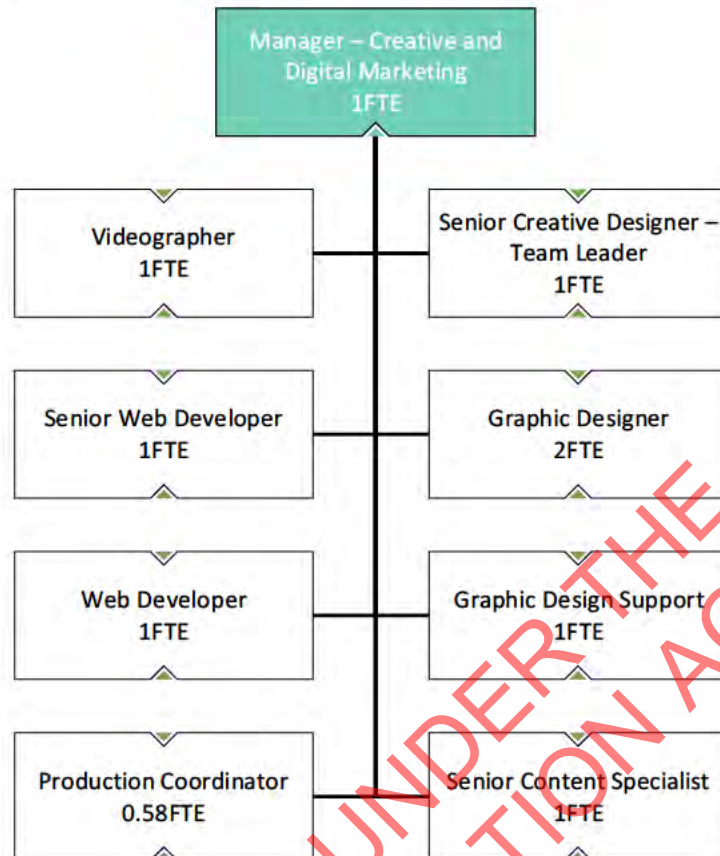 Manager – Creative and
Digital Marketing
1FTE
Videographer
1FTE
Senior Creative Designer –
Team Leader
1FTE
Senior Web Developer
1FTE
Graphic Designer
2FTE
Web Developer
1FTE
Graphic Design Support
1FTE
Production Coordinator
0.58FTE
Senior Content Specialist
1FTE
UNDER THE